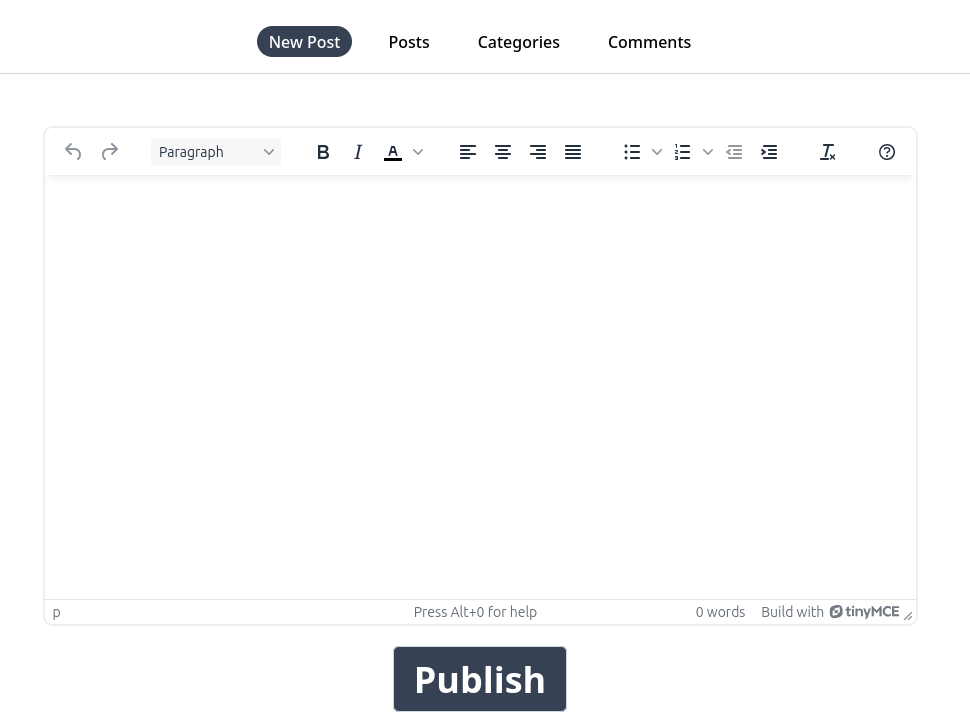 New Post Posts Categories Comments
Paragraph
p Press Alt+0 for help 0 words Build with tinyMCE
Publish